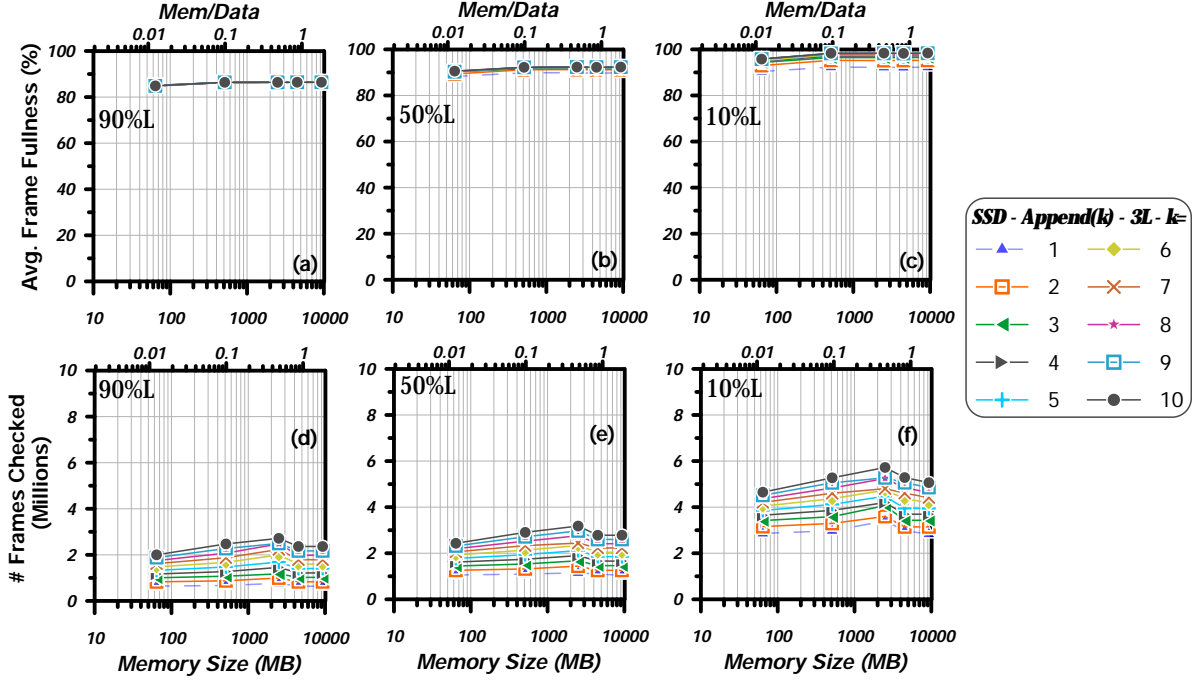 Mem/Data Mem/Data Mem/Data
0.01 0.1 1 0.01 0.1 1 0.01 0.1 1
Avg. Frame Fullness (%)
100 80 60 40 20 0
90%L
(a)
10 100 1000 10000
100 80 60 40 20 0
50%L
(b)
10 100 1000 10000
100 80 60 40 20 0
10%L
(c)
10 100 1000 10000
SSD - Append(k) - 3L - k=
1 6
2 7
3 8
4 9
5 10
0.01 0.1 1 0.01 0.1 1 0.01 0.1 1
# Frames Checked
(Millions)
10 8 6 4 2 0
90%L
(d)
10 100 1000 10000
10 8 6 4 2 0
50%L
(e)
10 100 1000 10000
10 8 6 4 2 0
10%L
(f)
10 100 1000 10000
Memory Size (MB) Memory Size (MB) Memory Size (MB)